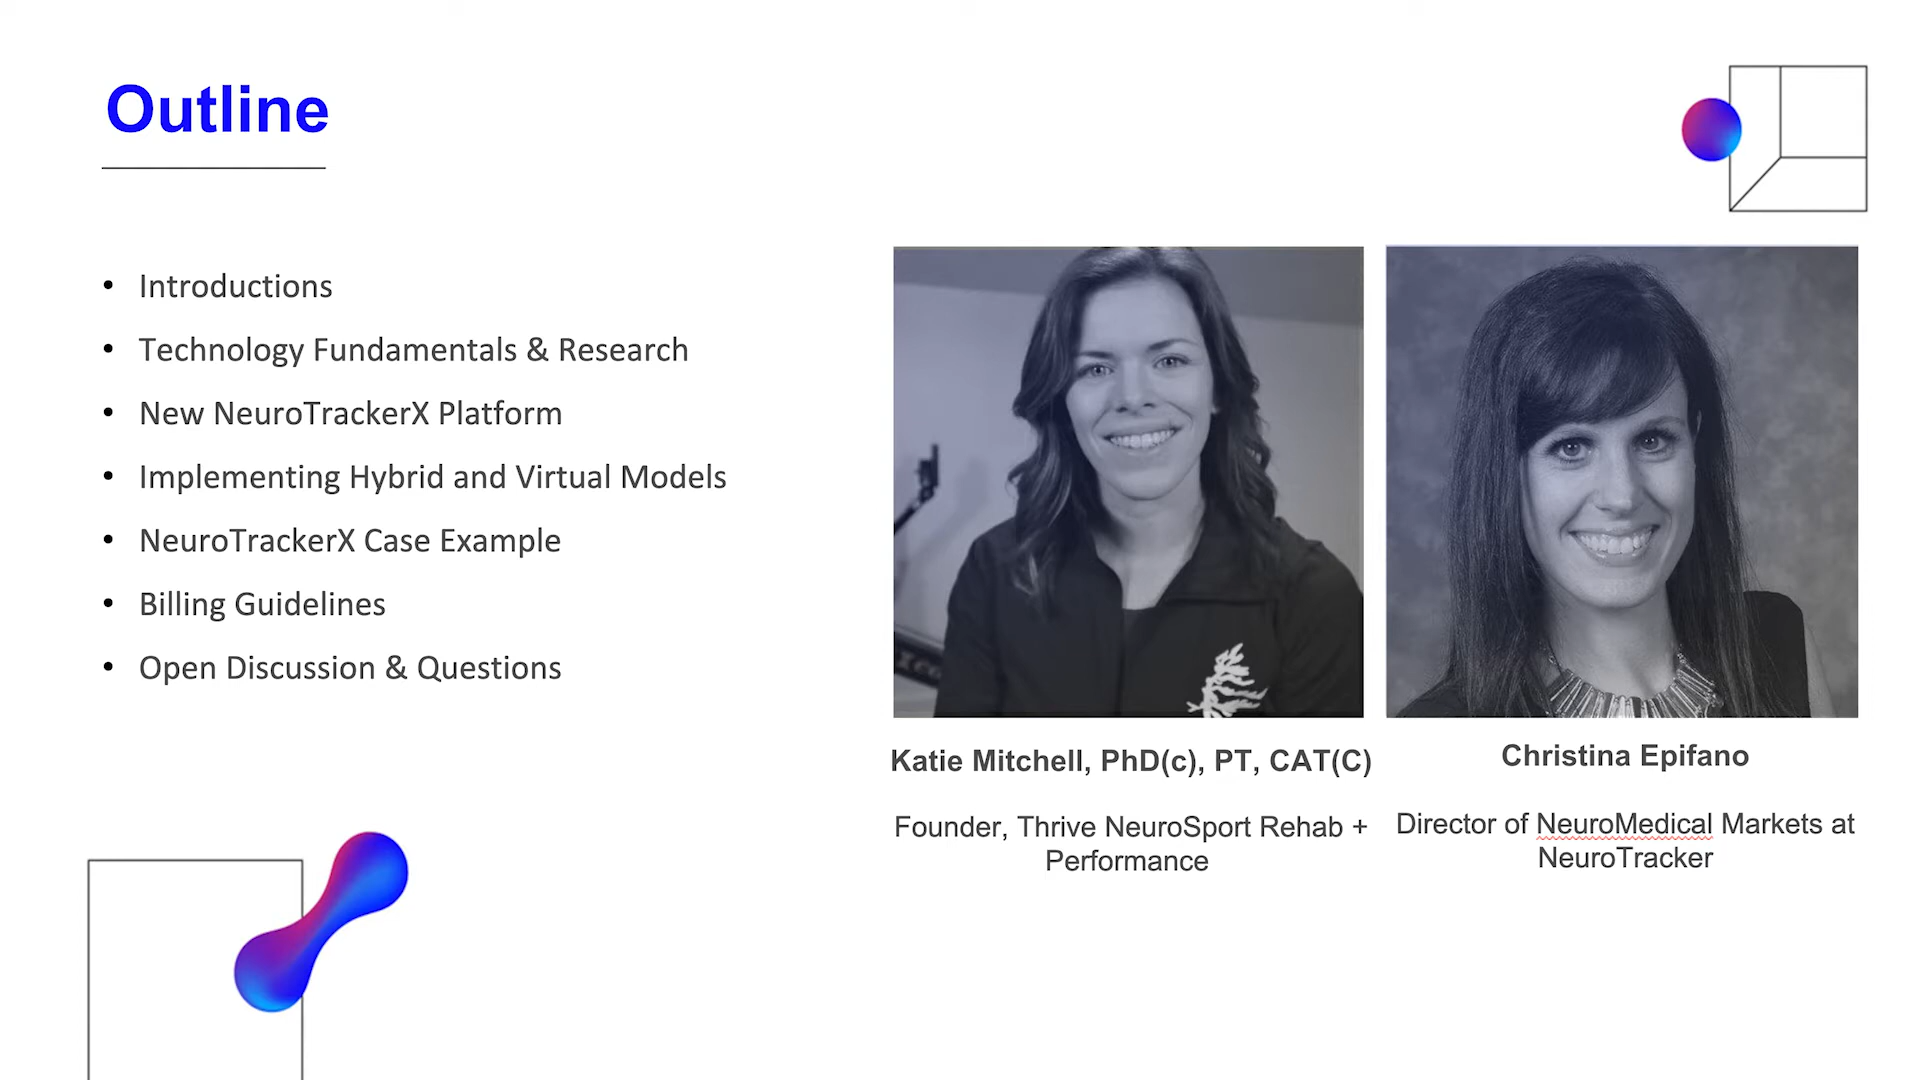 Outline
• Introductions
• Technology Fundamentals & Research
• New NeuroTrackerX Platform
• Implementing Hybrid and Virtual Models
• NeuroTrackerX Case Example
• Billing Guidelines
• Open Discussion & Questions
Katie Mitchell, PhD(c), PT, CAT(C)
Founder, Thrive NeuroSport Rehab +
Performance
Christina Epifano
Director of NeuroMedical Markets at
NeuroTracker